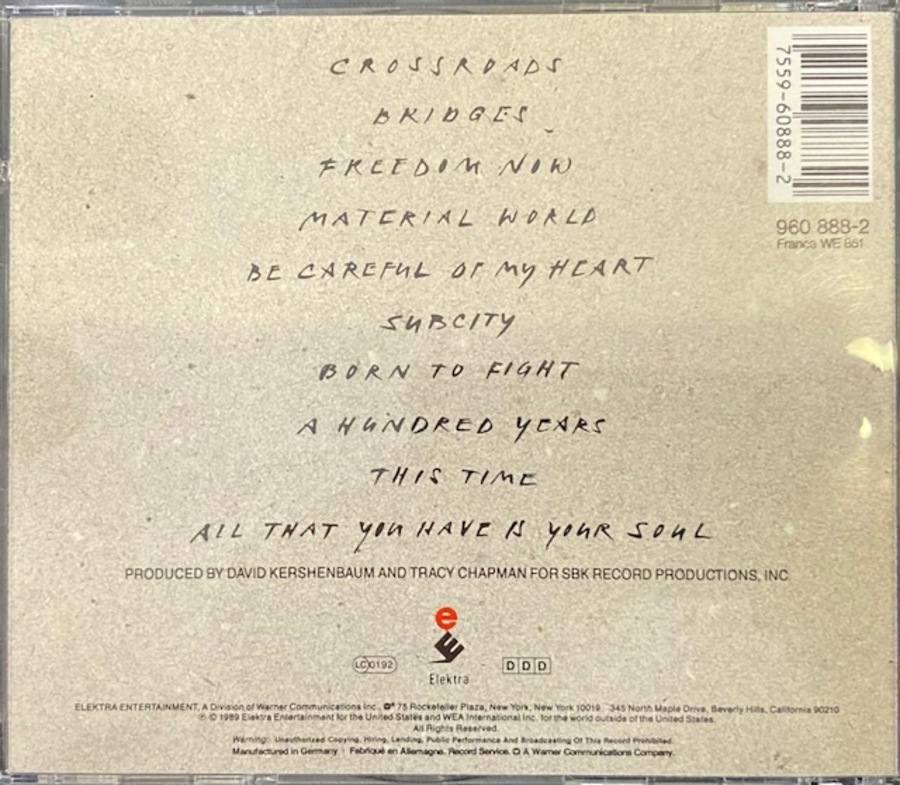 CROSSROADS
BRIDGES
FREEDOM NOW
MATERIAL WORLD
BE CAREFUL OF MY HEART
SUBCITY
BORN TO FIGHT
A HUNDRED YEARS
THIS TIME
ALL THAT YOU HAVE IS YOUR SOUL
7559-60888-2
960 888-2
France WE 851
PRODUCED BY DAVID KERSHENBAUM AND TRACY CHAPMAN FOR SBK RECORD PRODUCTIONS, INC
e
LC 0192
E
DDD
Elektra
ELEKTRA ENTERTAINMENT, A Division of Warner Communications Inc., 75 Rockefeller Plaza, New York, New York 10019 345 North Maple Drive, Beverly Hills, California 90210
℗ © 1989 Elektra Entertainment for the United States and WEA International Inc. for the world outside of the United States.
All Rights Reserved.
Warning: Unauthorized Copying, Hiring, Lending, Public Performance And Broadcasting Of This Record Prohibited.
Manufactured in Germany · Fabriqué en Allemagne. Record Service. A Warner Communications Company.